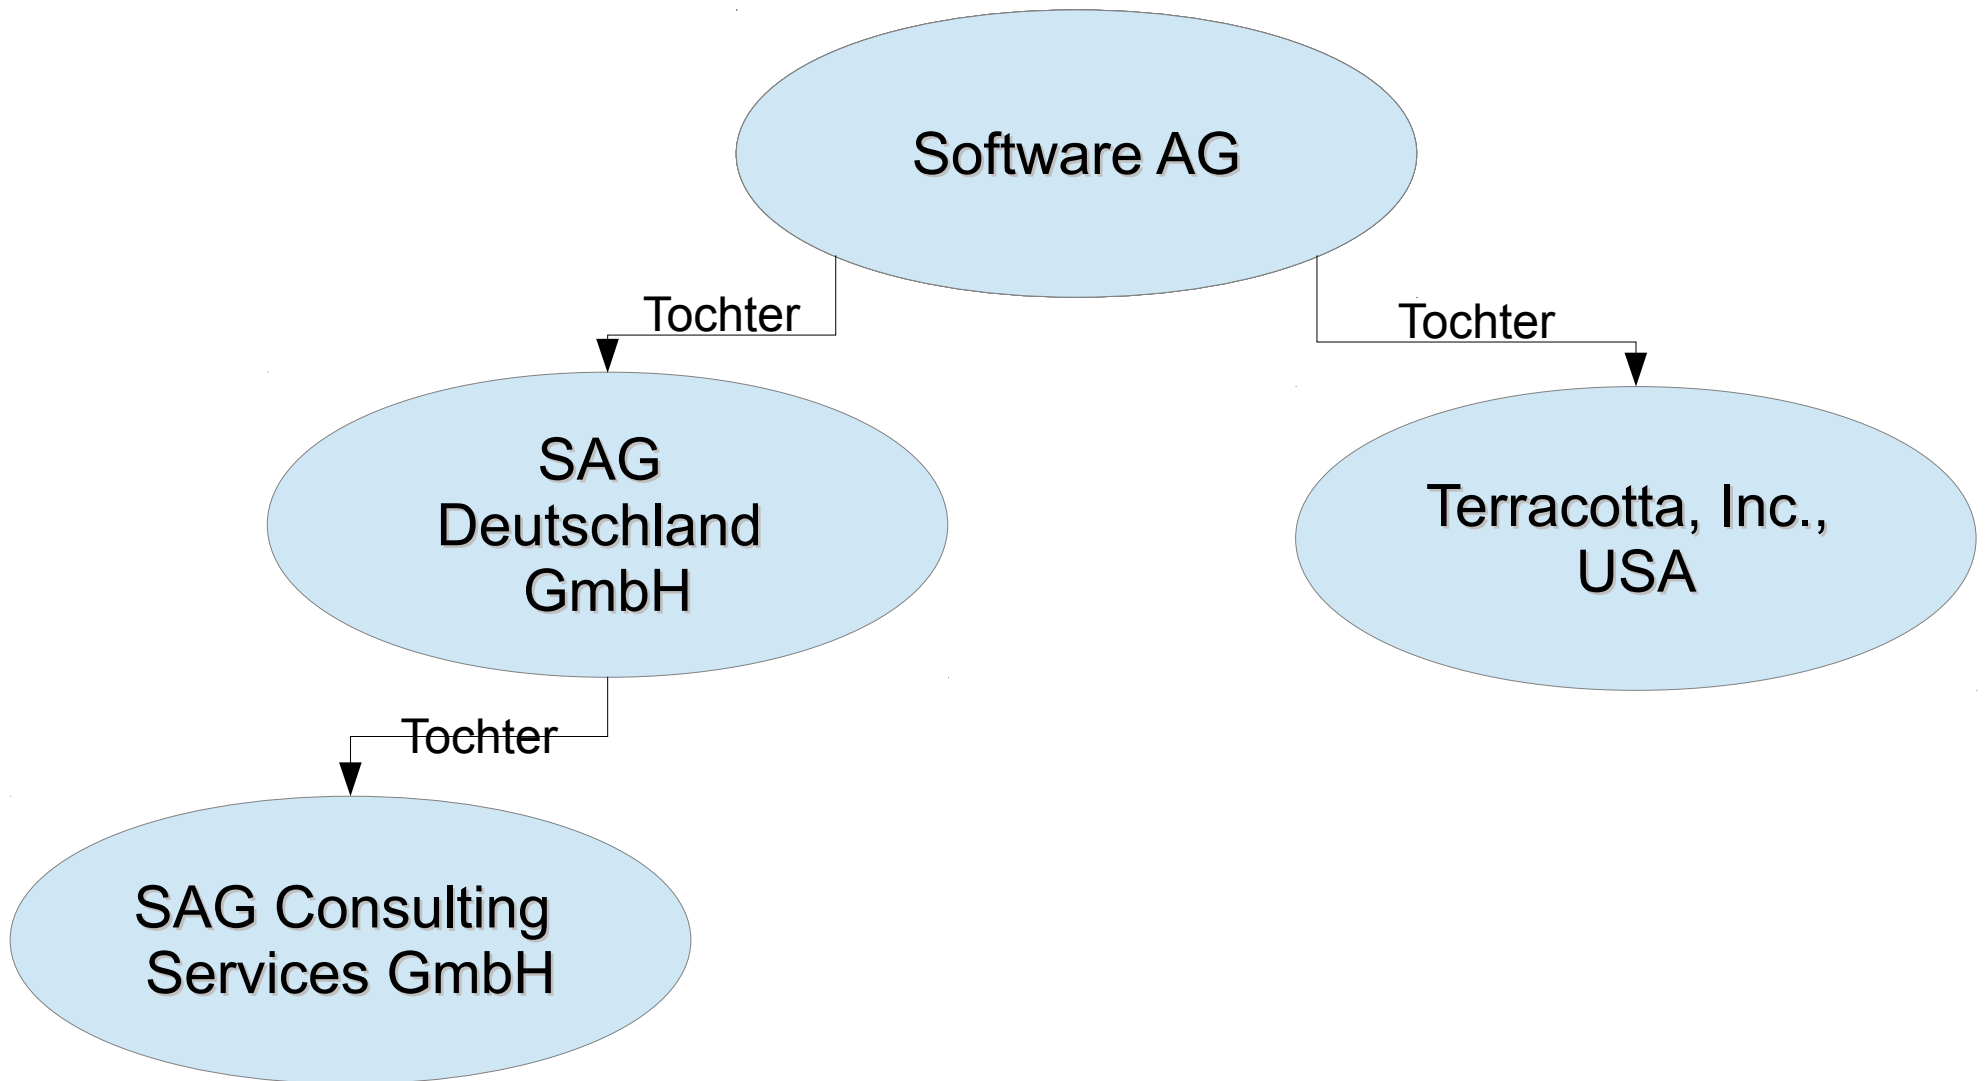 Software AG
Tochter
Tochter
SAG
Deutschland
GmbH
Terracotta, Inc.,
USA
Tochter
SAG Consulting
Services GmbH